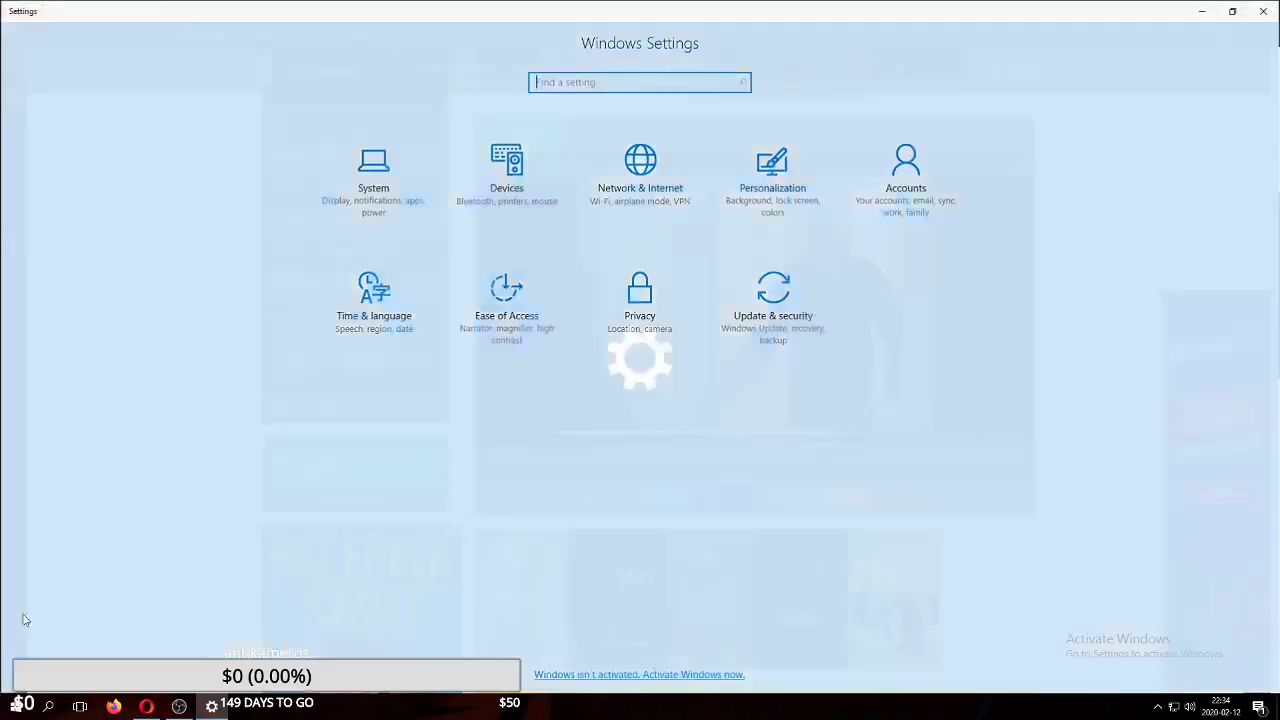 Settings
Windows Settings
Find a setting
System
Display, notifications, apps,
power
Devices
Bluetooth, printers, mouse
Network & Internet
Wi-Fi, airplane mode, VPN
Personalization
Background, lock screen,
colors
Accounts
Your accounts, email, sync,
work, family
Time & language
Speech, region, date
Ease of Access
Narrator, magnifier, high
contrast
Privacy
Location, camera
Update & security
Windows Update, recovery,
backup
Activate Windows
Go to Settings to activate Windows.
antikameros
$0 (0.00%)
Windows isn't activated. Activate Windows now.
$0
149 DAYS TO GO
$50
22:34
2020-02-12